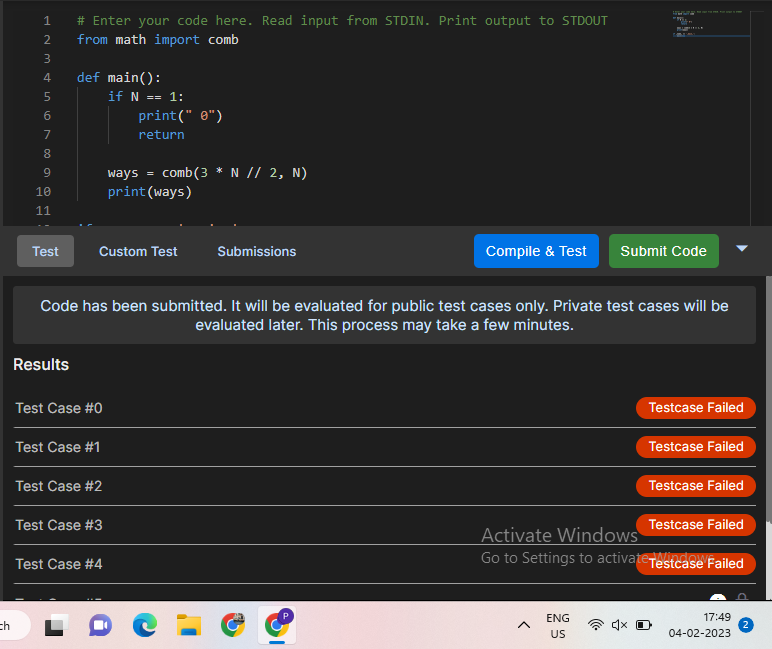 1 # Enter your code here. Read input from STDIN. Print output to STDOUT
2 from math import comb
3
4 def main():
5 if N == 1:
6 print(" 0")
7 return
8
9 ways = comb(3 * N // 2, N)
10 print(ways)
11
Test Custom Test Submissions Compile & Test Submit Code
Code has been submitted. It will be evaluated for public test cases only. Private test cases will be
evaluated later. This process may take a few minutes.
Results
Test Case #0 Testcase Failed
Test Case #1 Testcase Failed
Test Case #2 Testcase Failed
Test Case #3 Testcase Failed
Activate Windows
Go to Settings to activate Windows.
Test Case #4 Testcase Failed
ch P ENG US 17:49 04-02-2023 2